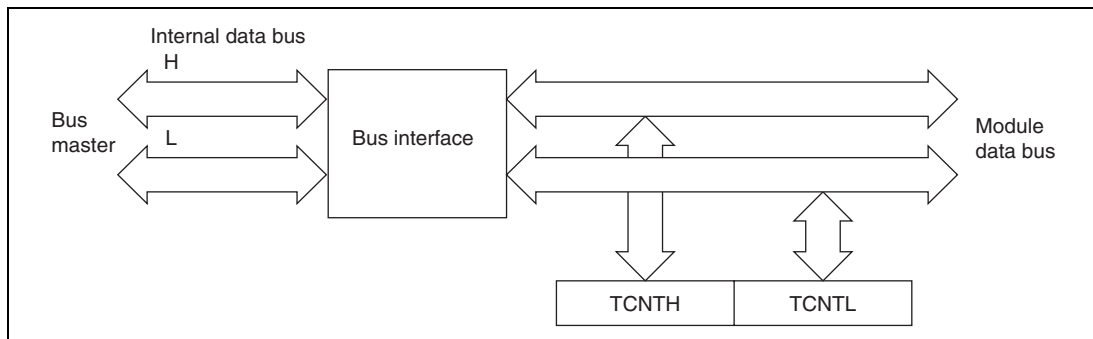 Internal data bus
H
Bus
master
L
Bus interface
Module
data bus
TCNTH
TCNTL